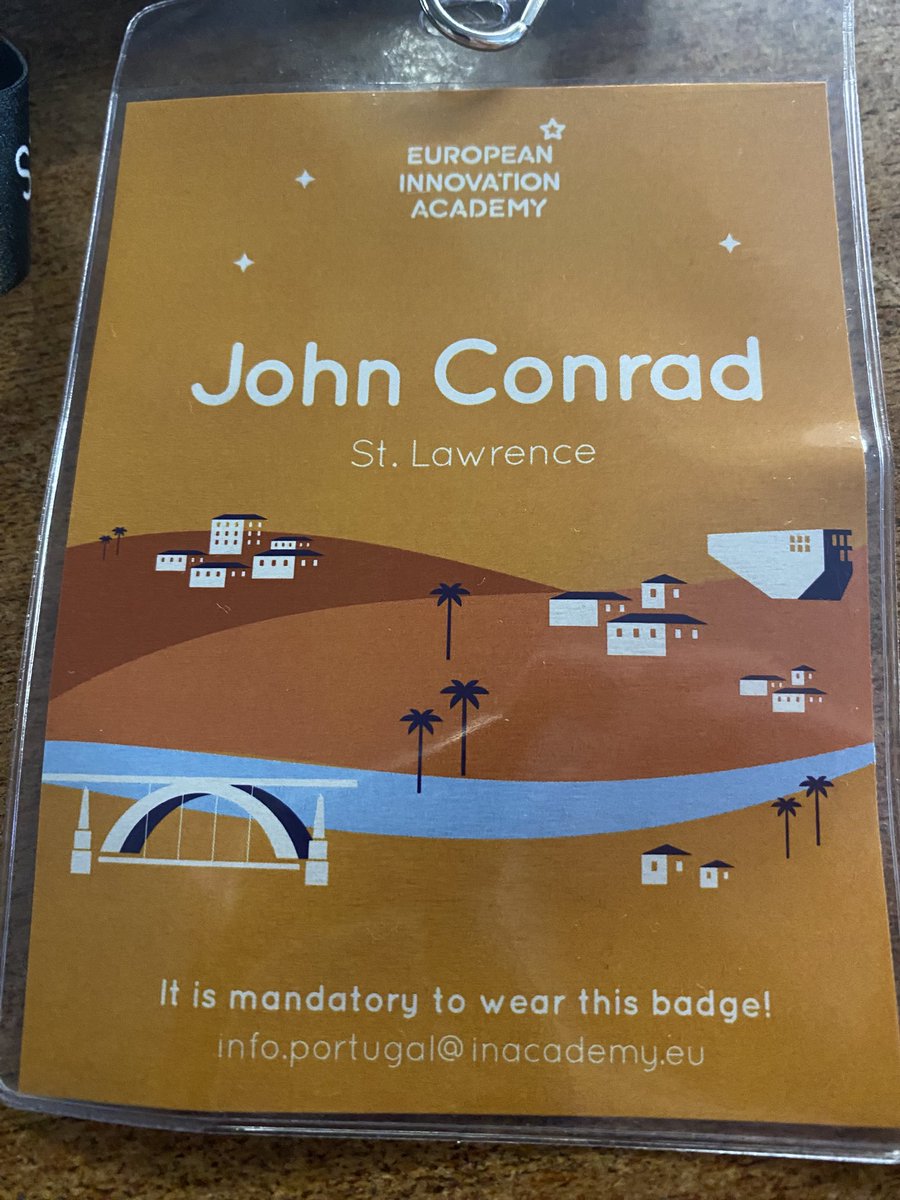 EUROPEAN
INNOVATION
ACADEMY
John Conrad
St. Lawrence
It is mandatory to wear this badge!
info.portugal@inacademy.eu